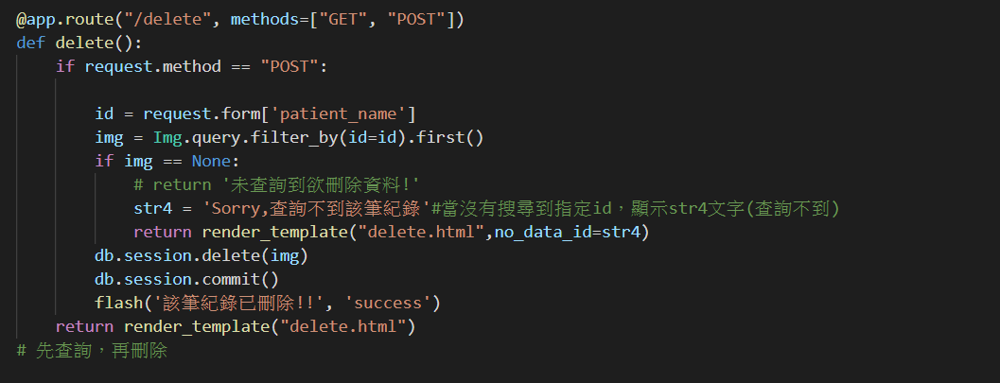 @app.route("/delete", methods=["GET", "POST"])
def delete():
    if request.method == "POST":

        id = request.form['patient_name']
        img = Img.query.filter_by(id=id).first()
        if img == None:
            # return '未查詢到欲刪除資料!'
            str4 = 'Sorry,查詢不到該筆紀錄'#當沒有搜尋到指定id，顯示str4文字(查詢不到)
            return render_template("delete.html",no_data_id=str4)
        db.session.delete(img)
        db.session.commit()
        flash('該筆紀錄已刪除!!', 'success')
    return render_template("delete.html")
# 先查詢，再刪除